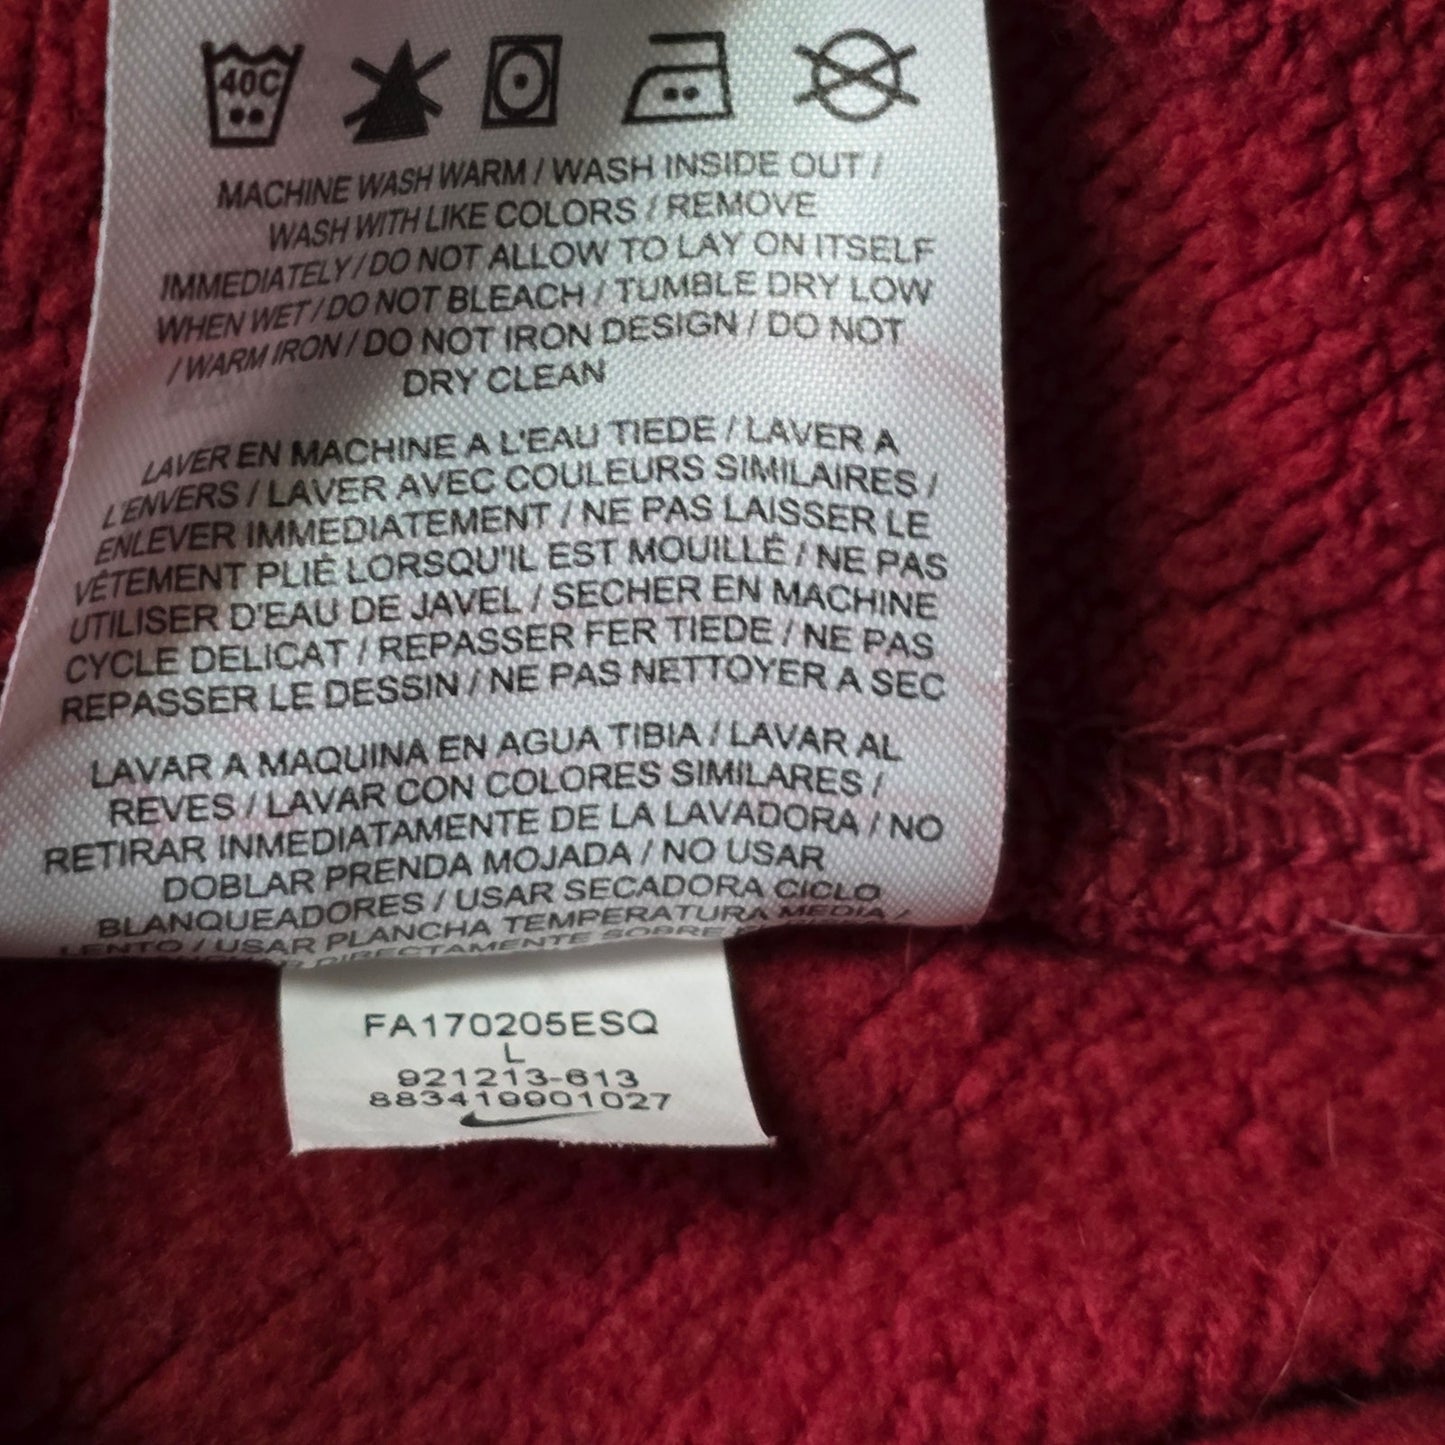 40C
MACHINE WASH WARM / WASH INSIDE OUT /
WASH WITH LIKE COLORS / REMOVE
IMMEDIATELY / DO NOT ALLOW TO LAY ON ITSELF
WHEN WET / DO NOT BLEACH / TUMBLE DRY LOW
/ WARM IRON / DO NOT IRON DESIGN / DO NOT
DRY CLEAN
LAVER EN MACHINE A L'EAU TIEDE / LAVER A
L'ENVERS / LAVER AVEC COULEURS SIMILAIRES /
ENLEVER IMMEDIATEMENT / NE PAS LAISSER LE
VÊTEMENT PLIÉ LORSQU'IL EST MOUILLÉ / NE PAS
UTILISER D'EAU DE JAVEL / SECHER EN MACHINE
CYCLE DELICAT / REPASSER FER TIEDE / NE PAS
REPASSER LE DESSIN / NE PAS NETTOYER A SEC
LAVAR A MAQUINA EN AGUA TIBIA / LAVAR AL
REVES / LAVAR CON COLORES SIMILARES /
RETIRAR INMEDIATAMENTE DE LA LAVADORA / NO
DOBLAR PRENDA MOJADA / NO USAR
BLANQUEADORES / USAR SECADORA CICLO
LENTO / USAR PLANCHA TEMPERATURA MEDIA /
DIRECTAMENTE SOBRE
FA170205ESQ
L
921213-613
883419901027